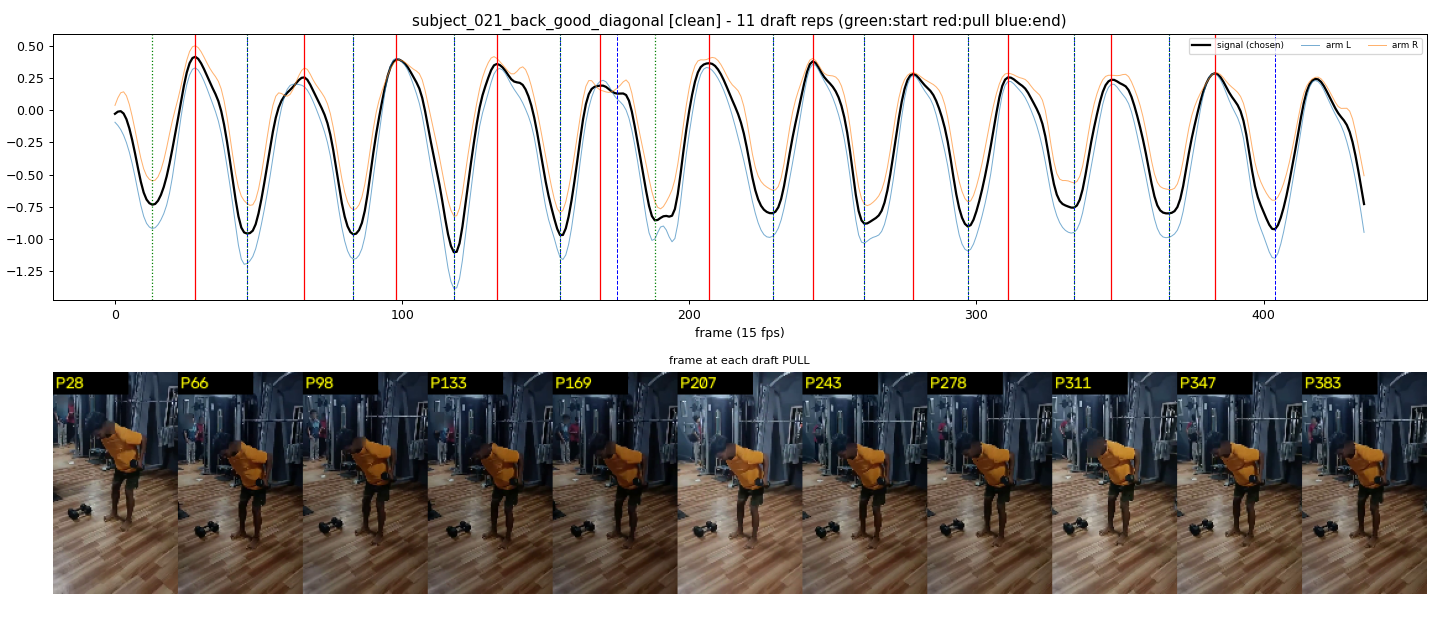 subject_021_back_good_diagonal [clean] - 11 draft reps (green:start red:pull blue:end)
signal (chosen) arm L arm R
0.50
0.25
0.00
−0.25
−0.50
−0.75
−1.00
−1.25
0 100 200 300 400
frame (15 fps)
frame at each draft PULL
P28 P66 P98 P133 P169 P207 P243 P278 P311 P347 P383